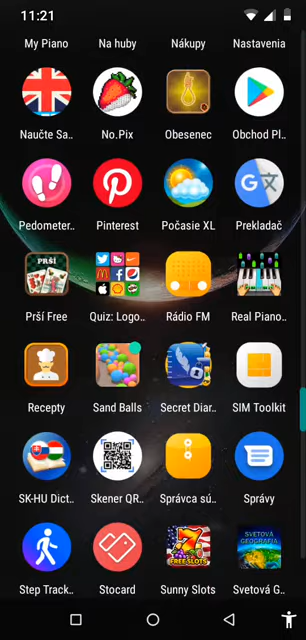 11:21
My Piano
Na huby
Nákupy
Nastavenia
Naučte Sa..
No.Pix
Obesenec
Obchod Pl..
Pedometer..
Pinterest
Počasie XL
Prekladač
PRŠÍ
Prší Free
Quiz: Logo..
Rádio FM
Real Piano..
Recepty
Sand Balls
Secret Diar..
SIM Toolkit
SK-HU Dict..
Skener QR..
Správca sú..
Správy
FREE SLOTS
SVETOVÁ
GEOGRAFIA
Step Track..
Stocard
Sunny Slots
Svetová G..